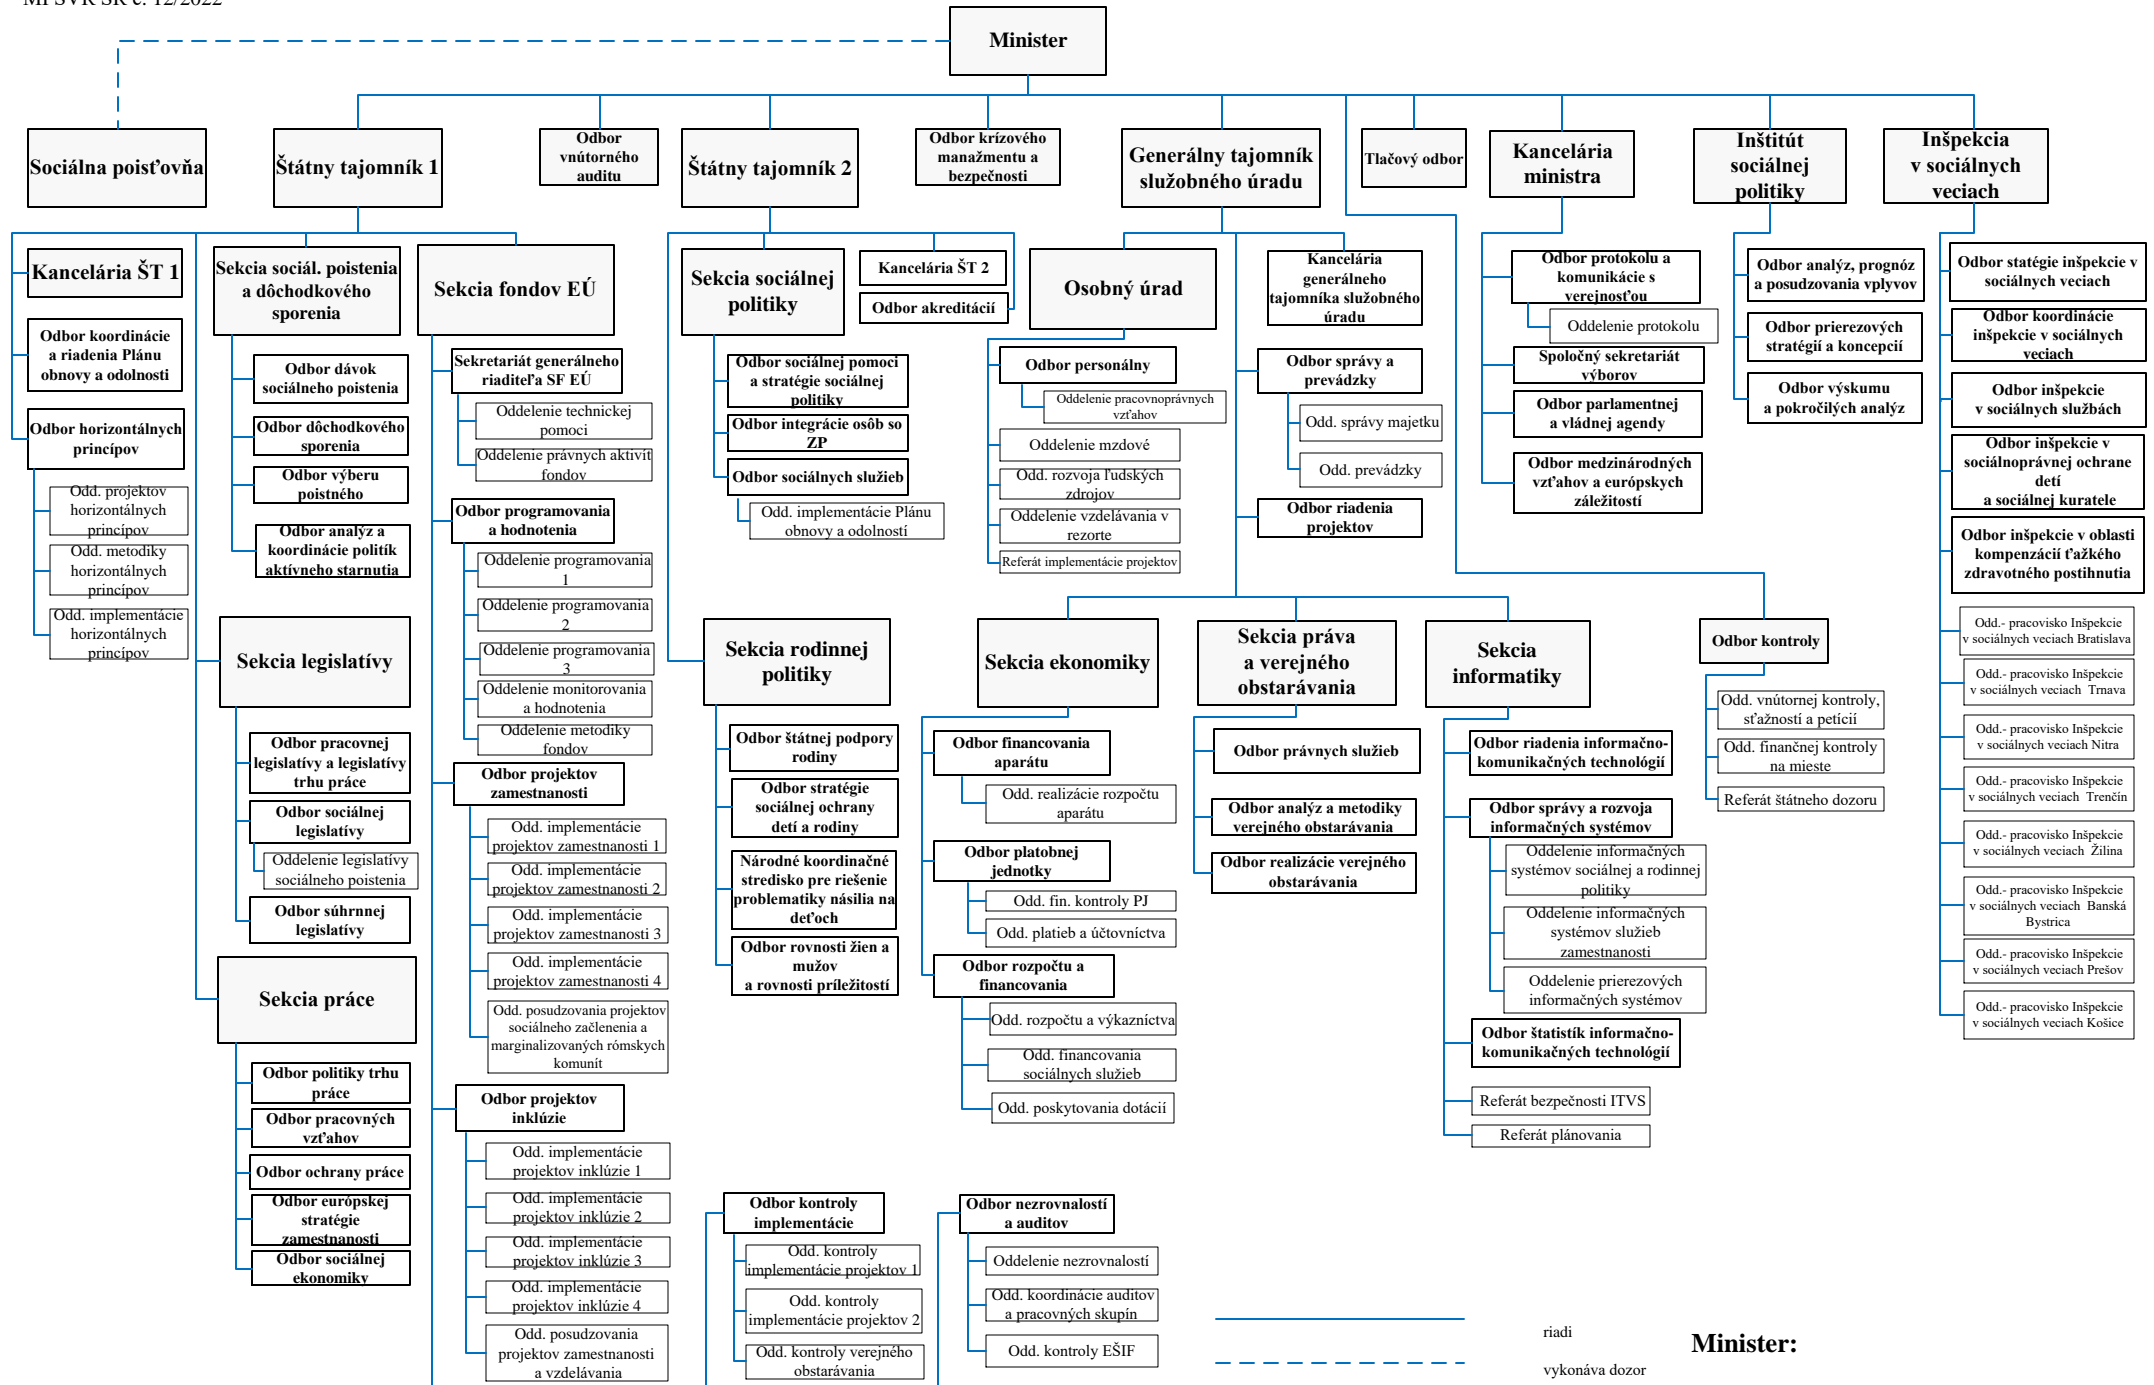 MPSVR SR č. 12/2022
Minister
Sociálna poisťovňa
Štátny tajomník 1
Odbor
vnútorného
auditu
Štátny tajomník 2
Odbor krízového
manažmentu a
bezpečnosti
Generálny tajomník
služobného úradu
Tlačový odbor
Kancelária
ministra
Inštitút
sociálnej
politiky
Inšpekcia
v sociálnych
veciach
Kancelária ŠT 1
Odbor koordinácie
a riadenia Plánu
obnovy a odolnosti
Odbor horizontálnych
princípov
Odd. projektov
horizontálnych
princípov
Odd. metodiky
horizontálnych
princípov
Odd. implementácie
horizontálnych
princípov
Sekcia sociál. poistenia
a dôchodkového
sporenia
Odbor dávok
sociálneho poistenia
Odbor dôchodkového
sporenia
Odbor výberu
poistného
Odbor analýz a
koordinácie politík
aktívneho starnutia
Sekcia legislatívy
Odbor pracovnej
legislatívy a legislatívy
trhu práce
Odbor sociálnej
legislatívy
Oddelenie legislatívy
sociálneho poistenia
Odbor súhrnnej
legislatívy
Sekcia práce
Odbor politiky trhu
práce
Odbor pracovných
vzťahov
Odbor ochrany práce
Odbor európskej
stratégie
zamestnanosti
Odbor sociálnej
ekonomiky
Sekcia fondov EÚ
Sekretariát generálneho
riaditeľa SF EÚ
Oddelenie technickej
pomoci
Oddelenie právnych aktivít
fondov
Odbor programovania
a hodnotenia
Oddelenie programovania
1
Oddelenie programovania
2
Oddelenie programovania
3
Oddelenie monitorovania
a hodnotenia
Oddelenie metodiky
fondov
Odbor projektov
zamestnanosti
Odd. implementácie
projektov zamestnanosti 1
Odd. implementácie
projektov zamestnanosti 2
Odd. implementácie
projektov zamestnanosti 3
Odd. implementácie
projektov zamestnanosti 4
Odd. posudzovania projektov
sociálneho začlenenia a
marginalizovaných rómskych
komunít
Odbor projektov
inklúzie
Odd. implementácie
projektov inklúzie 1
Odd. implementácie
projektov inklúzie 2
Odd. implementácie
projektov inklúzie 3
Odd. implementácie
projektov inklúzie 4
Odd. posudzovania
projektov zamestnanosti
a vzdelávania
Sekcia sociálnej
politiky
Kancelária ŠT 2
Odbor akreditácií
Odbor sociálnej pomoci
a stratégie sociálnej
politiky
Odbor integrácie osôb so
ZP
Odbor sociálnych služieb
Odd. implementácie Plánu
obnovy a odolností
Sekcia rodinnej
politiky
Odbor štátnej podpory
rodiny
Odbor stratégie
sociálnej ochrany
detí a rodiny
Národné koordinačné
stredisko pre riešenie
problematiky násilia na
deťoch
Odbor rovnosti žien a
mužov
a rovnosti príležitostí
Odbor kontroly
implementácie
Odd. kontroly
implementácie projektov 1
Odd. kontroly
implementácie projektov 2
Odd. kontroly verejného
obstarávania
Odbor nezrovnalostí
a auditov
Oddelenie nezrovnalostí
Odd. koordinácie auditov
a pracovných skupín
Odd. kontroly EŠIF
Osobný úrad
Odbor personálny
Oddelenie pracovnoprávnych
vzťahov
Oddelenie mzdové
Odd. rozvoja ľudských
zdrojov
Oddelenie vzdelávania v
rezorte
Referát implementácie projektov
Kancelária
generálneho
tajomníka služobného
úradu
Odbor správy a
prevádzky
Odd. správy majetku
Odd. prevádzky
Odbor riadenia
projektov
Sekcia ekonomiky
Odbor financovania
aparátu
Odd. realizácie rozpočtu
aparátu
Odbor platobnej
jednotky
Odd. fin. kontroly PJ
Odd. platieb a účtovníctva
Odbor rozpočtu a
financovania
Odd. rozpočtu a výkazníctva
Odd. financovania
sociálnych služieb
Odd. poskytovania dotácií
Sekcia práva
a verejného
obstarávania
Odbor právnych služieb
Odbor analýz a metodiky
verejného obstarávania
Odbor realizácie verejného
obstarávania
Sekcia
informatiky
Odbor riadenia informačno-
komunikačných technológií
Odbor správy a rozvoja
informačných systémov
Oddelenie informačných
systémov sociálnej a rodinnej
politiky
Oddelenie informačných
systémov služieb
zamestnanosti
Oddelenie prierezových
informačných systémov
Odbor štatistík informačno-
komunikačných technológií
Referát bezpečnosti ITVS
Referát plánovania
Odbor protokolu a
komunikácie s
verejnosťou
Oddelenie protokolu
Spoločný sekretariát
výborov
Odbor parlamentnej
a vládnej agendy
Odbor medzinárodných
vzťahov a európskych
záležitostí
Odbor kontroly
Odd. vnútornej kontroly,
sťažností a petícií
Odd. finančnej kontroly
na mieste
Referát štátneho dozoru
Odbor analýz, prognóz
a posudzovania vplyvov
Odbor prierezových
stratégií a koncepcií
Odbor výskumu
a pokročilých analýz
Odbor statégie inšpekcie v
sociálnych veciach
Odbor koordinácie
inšpekcie v sociálnych
veciach
Odbor inšpekcie
v sociálnych službách
Odbor inšpekcie v
sociálnoprávnej ochrane
detí
a sociálnej kuratele
Odbor inšpekcie v oblasti
kompenzácií ťažkého
zdravotného postihnutia
Odd.- pracovisko Inšpekcie
v sociálnych veciach Bratislava
Odd.- pracovisko Inšpekcie
v sociálnych veciach Trnava
Odd.- pracovisko Inšpekcie
v sociálnych veciach Nitra
Odd.- pracovisko Inšpekcie
v sociálnych veciach Trenčín
Odd.- pracovisko Inšpekcie
v sociálnych veciach Žilina
Odd.- pracovisko Inšpekcie
v sociálnych veciach Banská
Bystrica
Odd.- pracovisko Inšpekcie
v sociálnych veciach Prešov
Odd.- pracovisko Inšpekcie
v sociálnych veciach Košice
riadi
vykonáva dozor
Minister: